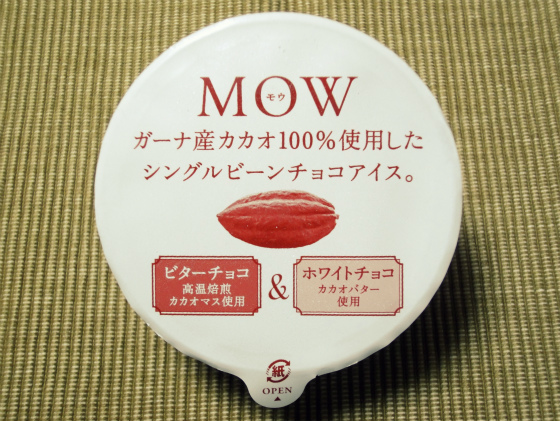 MOW
モウ
ガーナ産カカオ100%使用した
シングルビーンチョコアイス。
ビターチョコ
高温焙煎
カカオマス使用
&
ホワイトチョコ
カカオバター
使用
紙
OPEN